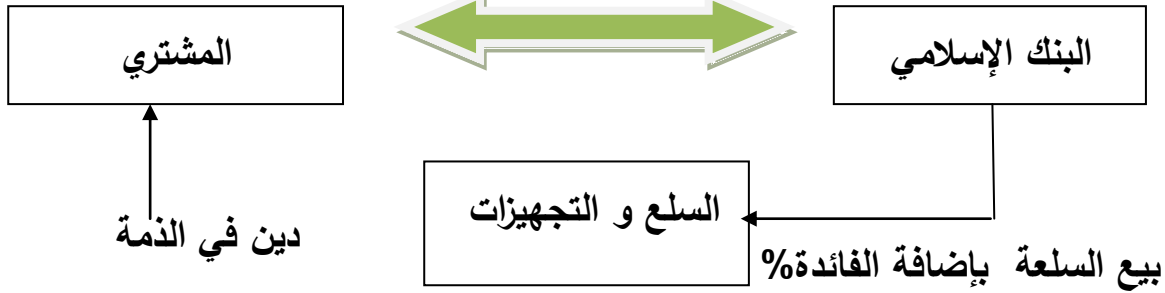 البنك الإسلامي
المشتري
السلع و التجهيزات
بيع السلعة بإضافة الفائدة%
دين في الذمة